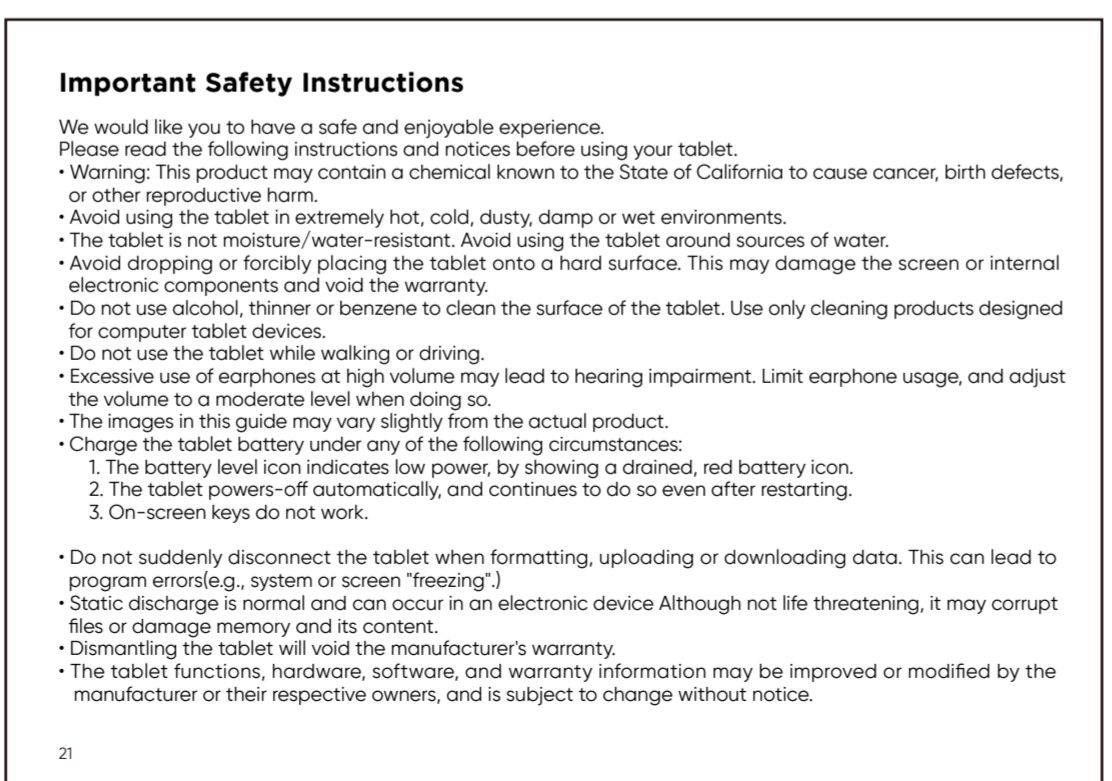 Important Safety Instructions
We would like you to have a safe and enjoyable experience.
Please read the following instructions and notices before using your tablet.
• Warning: This product may contain a chemical known to the State of California to cause cancer, birth defects,
or other reproductive harm.
• Avoid using the tablet in extremely hot, cold, dusty, damp or wet environments.
• The tablet is not moisture/water-resistant. Avoid using the tablet around sources of water.
• Avoid dropping or forcibly placing the tablet onto a hard surface. This may damage the screen or internal
electronic components and void the warranty.
• Do not use alcohol, thinner or benzene to clean the surface of the tablet. Use only cleaning products designed
for computer tablet devices.
• Do not use the tablet while walking or driving.
• Excessive use of earphones at high volume may lead to hearing impairment. Limit earphone usage, and adjust
the volume to a moderate level when doing so.
• The images in this guide may vary slightly from the actual product.
• Charge the tablet battery under any of the following circumstances:
1. The battery level icon indicates low power, by showing a drained, red battery icon.
2. The tablet powers-off automatically, and continues to do so even after restarting.
3. On-screen keys do not work.
• Do not suddenly disconnect the tablet when formatting, uploading or downloading data. This can lead to
program errors(e.g., system or screen "freezing".)
• Static discharge is normal and can occur in an electronic device Although not life threatening, it may corrupt
files or damage memory and its content.
• Dismantling the tablet will void the manufacturer's warranty.
• The tablet functions, hardware, software, and warranty information may be improved or modified by the
manufacturer or their respective owners, and is subject to change without notice.
21